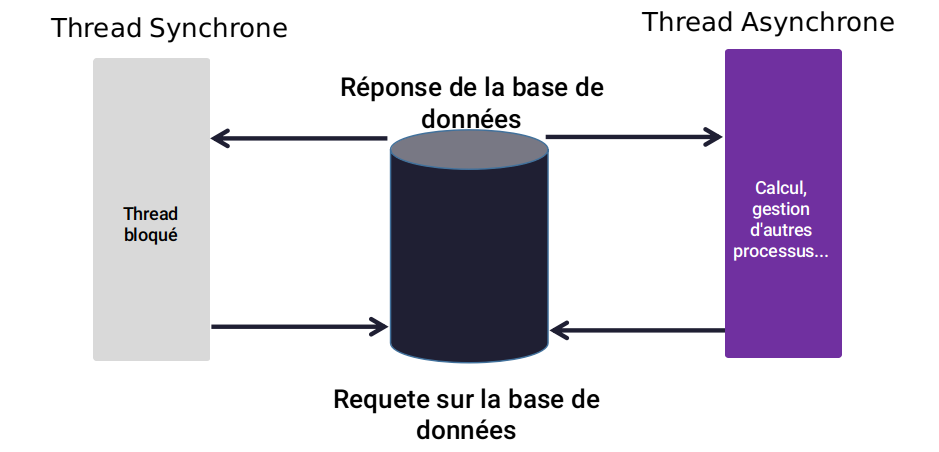 Thread Synchrone
Thread Asynchrone
Réponse de la base de
données
Thread
bloqué
Calcul,
gestion
d'autres
processus...
Requete sur la base de
données